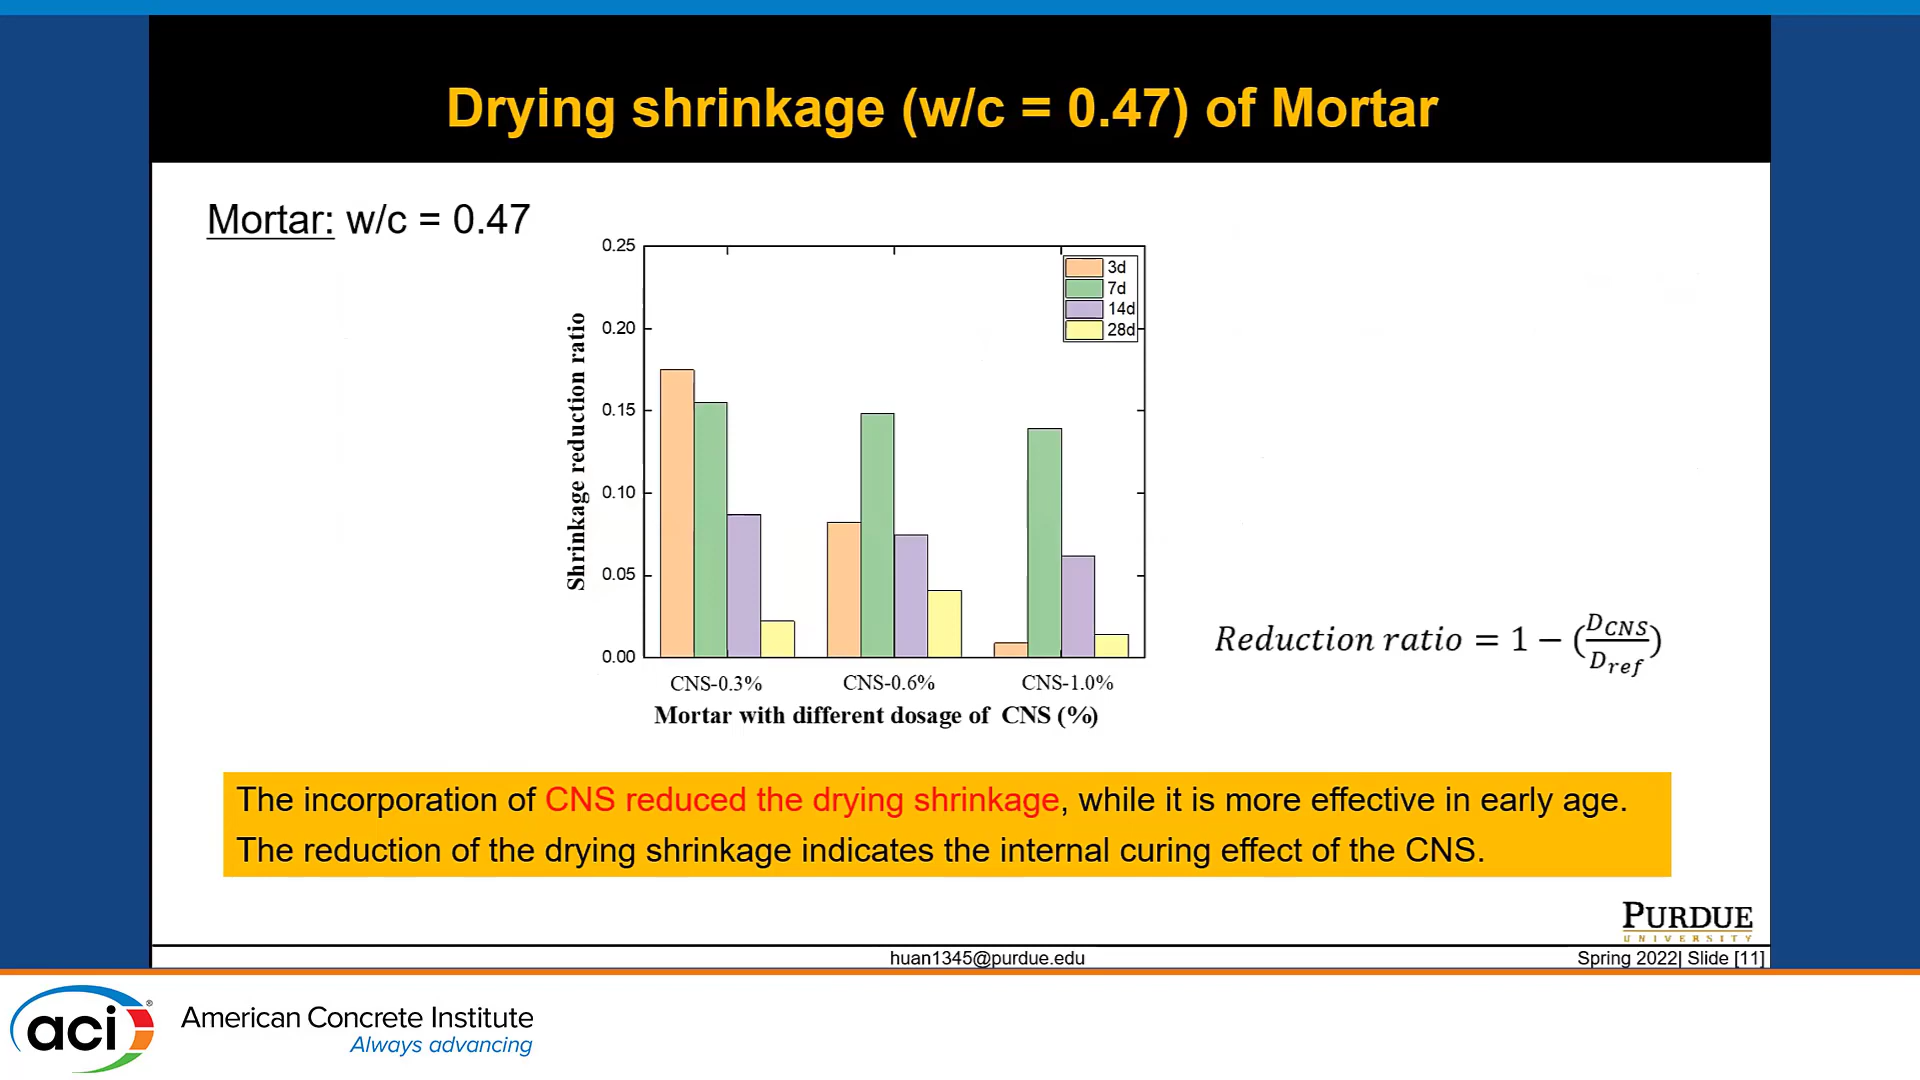 Drying shrinkage (w/c = 0.47) of Mortar
Mortar: w/c = 0.47
0.25
0.20
0.15
0.10
0.05
0.00
Shrinkage reduction ratio
3d
7d
14d
28d
CNS-0.3%
CNS-0.6%
CNS-1.0%
Mortar with different dosage of CNS (%)
Reduction ratio = 1 − (D_CNS / D_ref)
The incorporation of CNS reduced the drying shrinkage, while it is more effective in early age.
The reduction of the drying shrinkage indicates the internal curing effect of the CNS.
PURDUE
UNIVERSITY
huan1345@purdue.edu
Spring 2022| Slide [11]
aci®
American Concrete Institute
Always advancing